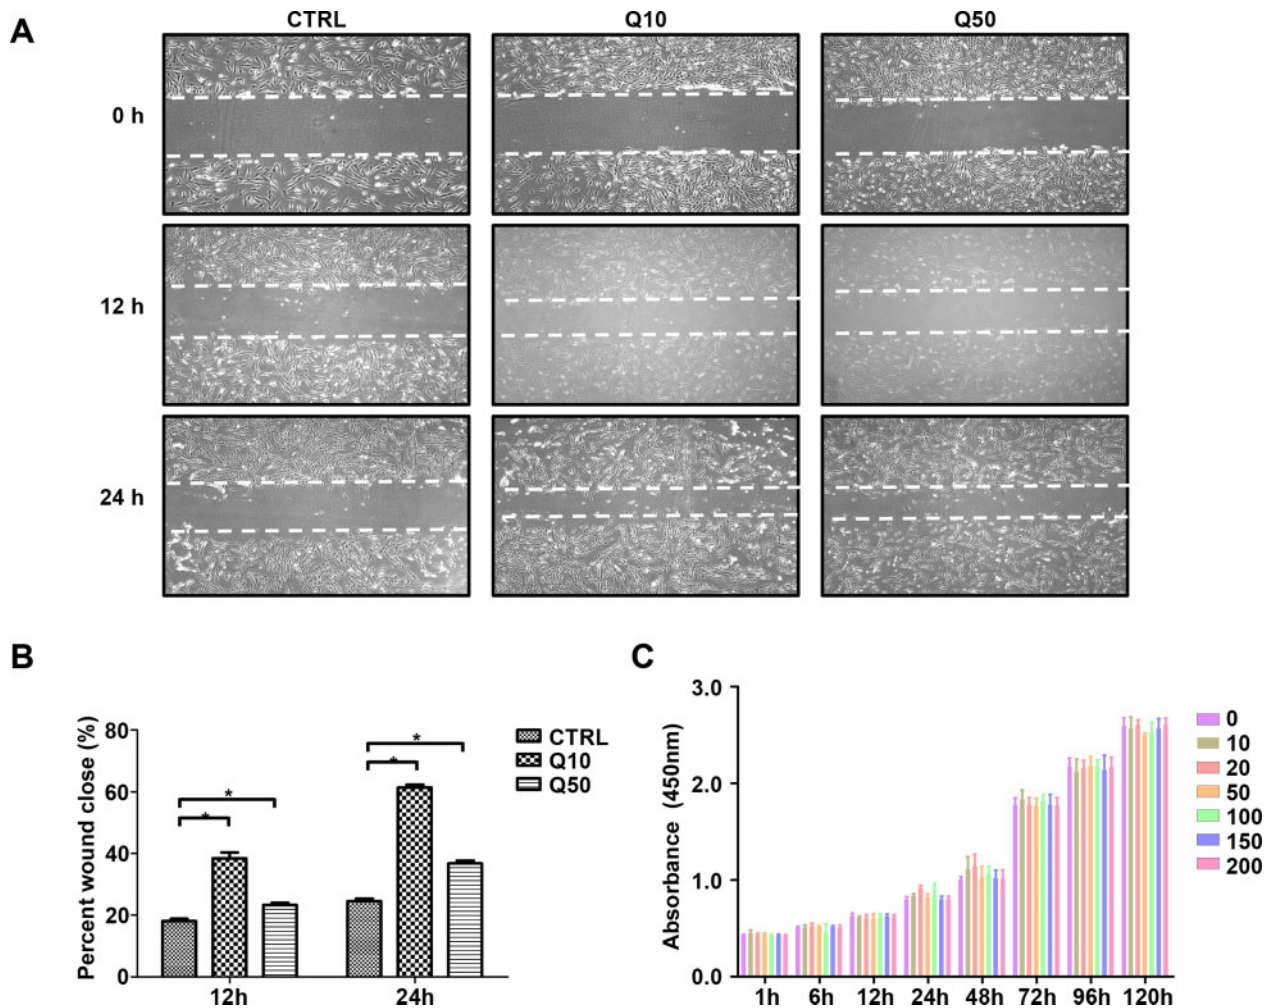 A
CTRL Q10 Q50
0 h
12 h
24 h
B
Percent wound close (%)
80
60
40
20
0
* * * *
12h 24h
CTRL
Q10
Q50
C
Absorbance (450nm)
3.0
2.0
1.0
0.0
1h 6h 12h 24h 48h 72h 96h 120h
0
10
20
50
100
150
200